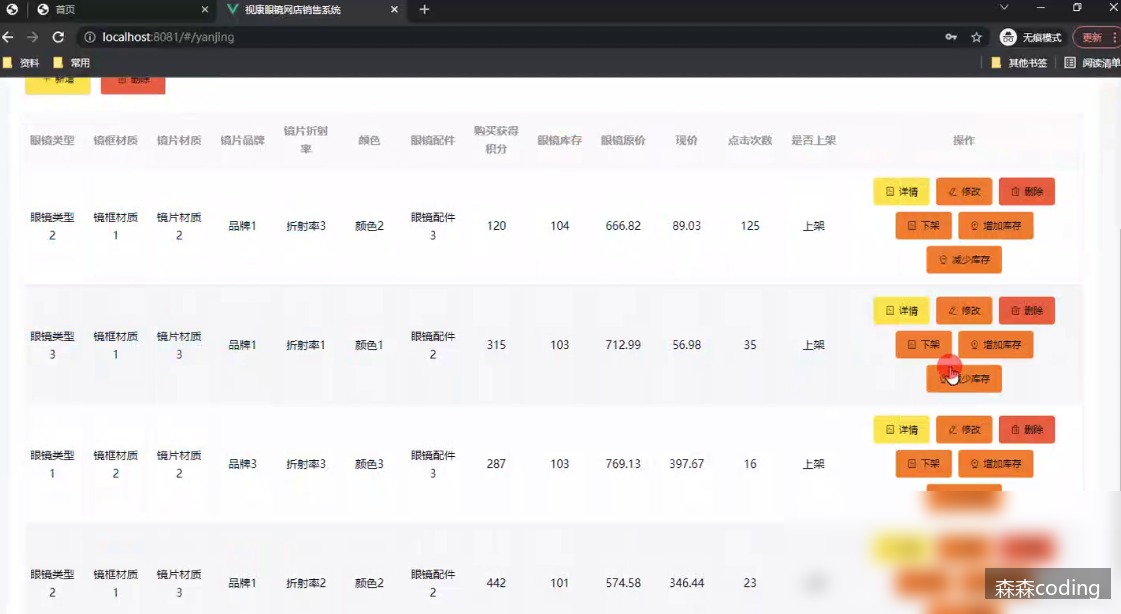 首页
视康眼镜网店销售系统
localhost:8081/#/yanjing
无痕模式
更新
资料
常用
其他书签
阅读清单
新增
删除
眼镜类型 镜框材质 镜片材质 镜片品牌 镜片折射率 颜色 眼镜配件 购买获得积分 眼镜库存 眼镜原价 现价 点击次数 是否上架 操作
眼镜类型2 镜框材质1 镜片材质2 品牌1 折射率3 颜色2 眼镜配件3 120 104 666.82 89.03 125 上架
详情 修改 删除
下架 增加库存
减少库存
眼镜类型3 镜框材质1 镜片材质3 品牌1 折射率1 颜色1 眼镜配件2 315 103 712.99 56.98 35 上架
详情 修改 删除
下架 增加库存
减少库存
眼镜类型1 镜框材质2 镜片材质2 品牌3 折射率3 颜色3 眼镜配件3 287 103 769.13 397.67 16 上架
详情 修改 删除
下架 增加库存
眼镜类型2 镜框材质1 镜片材质3 品牌1 折射率2 颜色2 眼镜配件2 442 101 574.58 346.44 23
森森coding